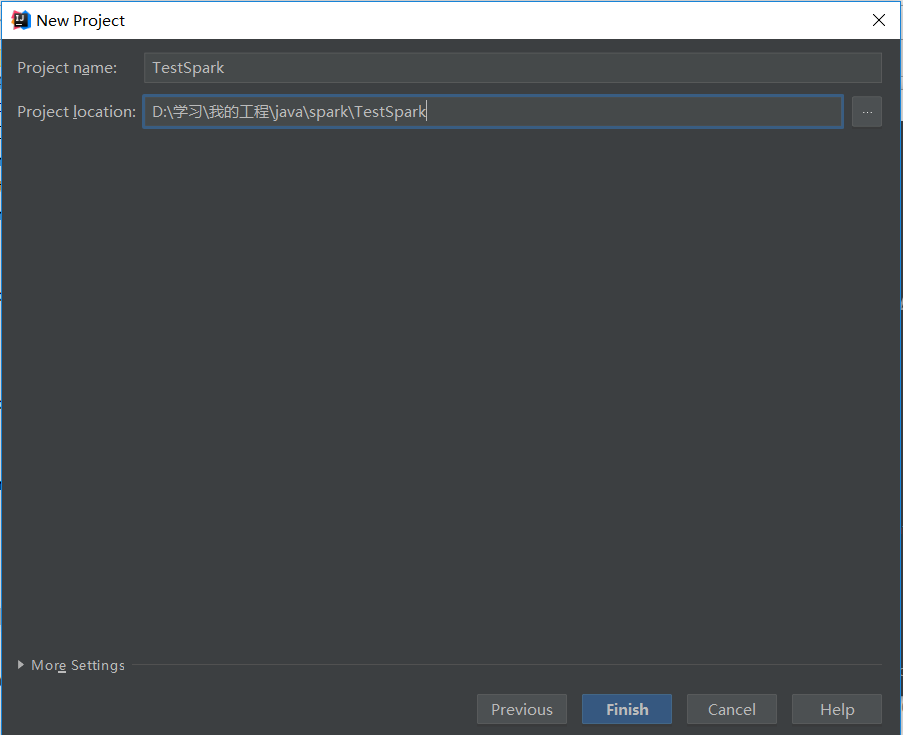 New Project
Project name: TestSpark
Project location: D:\学习\我的工程\java\spark\TestSpark ...
More Settings
Previous Finish Cancel Help